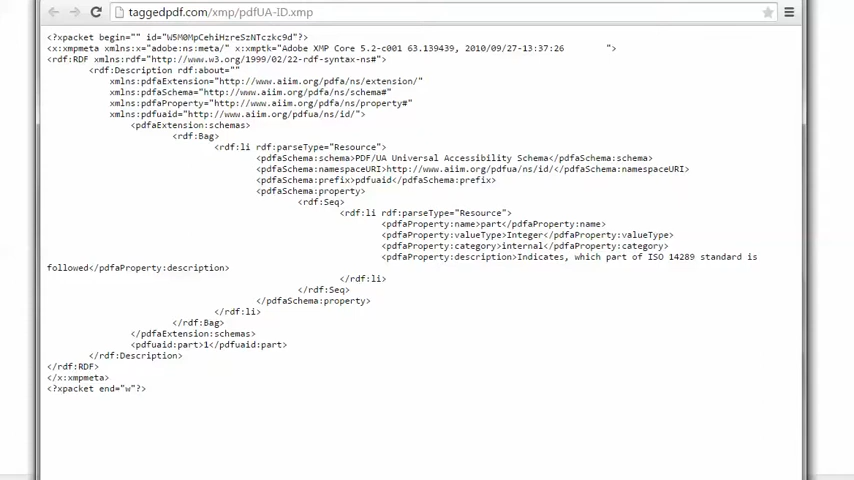 taggedpdf.com/xmp/pdfUA-ID.xmp
<?xpacket begin="" id="W5M0MpCehiHzreSzNTczkc9d"?>
<x:xmpmeta xmlns:x="adobe:ns:meta/" x:xmptk="Adobe XMP Core 5.2-c001 63.139439, 2010/09/27-13:37:26        ">
<rdf:RDF xmlns:rdf="http://www.w3.org/1999/02/22-rdf-syntax-ns#">
<rdf:Description rdf:about=""
xmlns:pdfaExtension="http://www.aiim.org/pdfa/ns/extension/"
xmlns:pdfaSchema="http://www.aiim.org/pdfa/ns/schema#"
xmlns:pdfaProperty="http://www.aiim.org/pdfa/ns/property#"
xmlns:pdfuaid="http://www.aiim.org/pdfua/ns/id/">
<pdfaExtension:schemas>
<rdf:Bag>
<rdf:li rdf:parseType="Resource">
<pdfaSchema:schema>PDF/UA Universal Accessibility Schema</pdfaSchema:schema>
<pdfaSchema:namespaceURI>http://www.aiim.org/pdfua/ns/id/</pdfaSchema:namespaceURI>
<pdfaSchema:prefix>pdfuaid</pdfaSchema:prefix>
<pdfaSchema:property>
<rdf:Seq>
<rdf:li rdf:parseType="Resource">
<pdfaProperty:name>part</pdfaProperty:name>
<pdfaProperty:valueType>Integer</pdfaProperty:valueType>
<pdfaProperty:category>internal</pdfaProperty:category>
<pdfaProperty:description>Indicates, which part of ISO 14289 standard is
followed</pdfaProperty:description>
</rdf:li>
</rdf:Seq>
</pdfaSchema:property>
</rdf:li>
</rdf:Bag>
</pdfaExtension:schemas>
<pdfuaid:part>1</pdfuaid:part>
</rdf:Description>
</rdf:RDF>
</x:xmpmeta>
<?xpacket end="w"?>